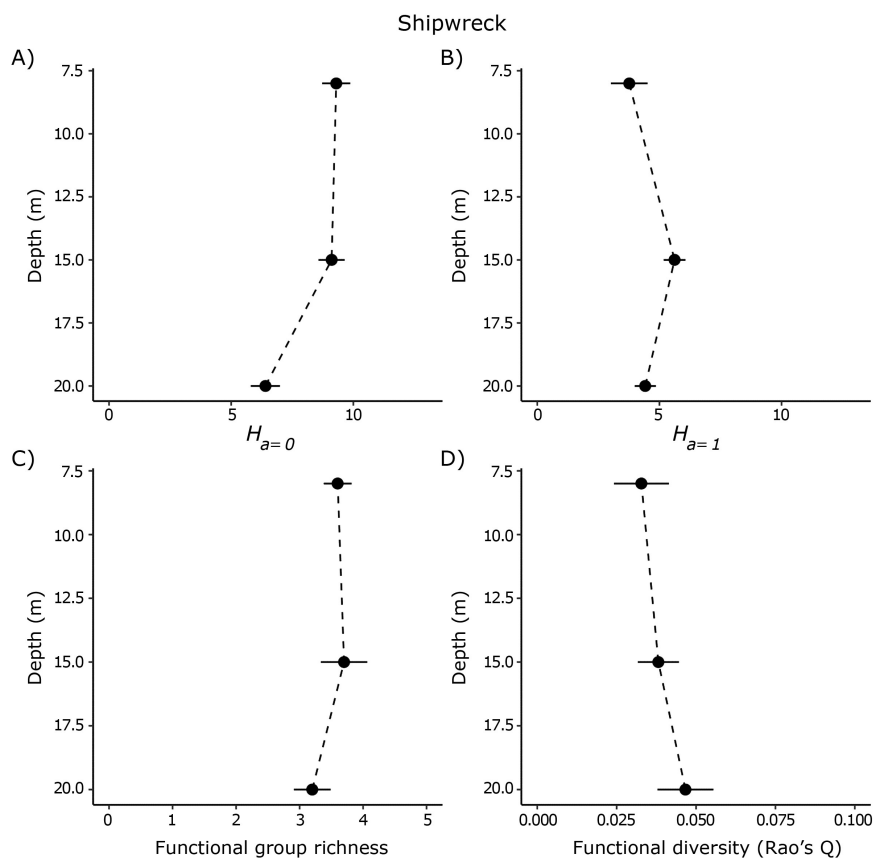 Shipwreck
A)
7.5
10.0
12.5
15.0
17.5
20.0
Depth (m)
0 5 10
Ha=0
B)
7.5
10.0
12.5
15.0
17.5
20.0
Depth (m)
0 5 10
Ha=1
C)
7.5
10.0
12.5
15.0
17.5
20.0
Depth (m)
0 1 2 3 4 5
Functional group richness
D)
7.5
10.0
12.5
15.0
17.5
20.0
Depth (m)
0.000 0.025 0.050 0.075 0.100
Functional diversity (Rao’s Q)